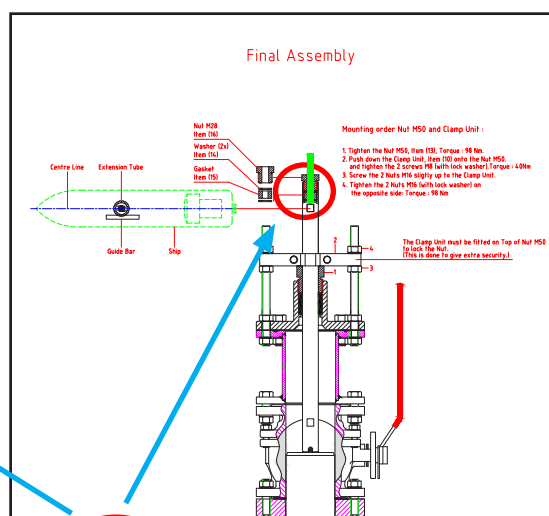 Final Assembly
Nut M28
Item (16)
Washer (2x)
Item (14)
Gasket
Item (15)
Mounting order Nut M50 and Clamp Unit :
1. Tighten the Nut M50, Item (13), Torque : 98 Nm.
2. Push down the Clamp Unit, Item (10) onto the Nut M50.
and tighten the 2 screws M8 (with lock washer).Torque : 40Nm
3. Screw the 2 Nuts M16 sligtly up to the Clamp Unit.
4. Tighten the 2 Nuts M16 (with lock washer) on
the opposite side: Torque : 98 Nm
Centre Line
Extension Tube
Guide Bar
Ship
2
4
The Clamp Unit must be fitted on Top of Nut M50
to lock the Nut.
(This is done to give extra security.)
3
1